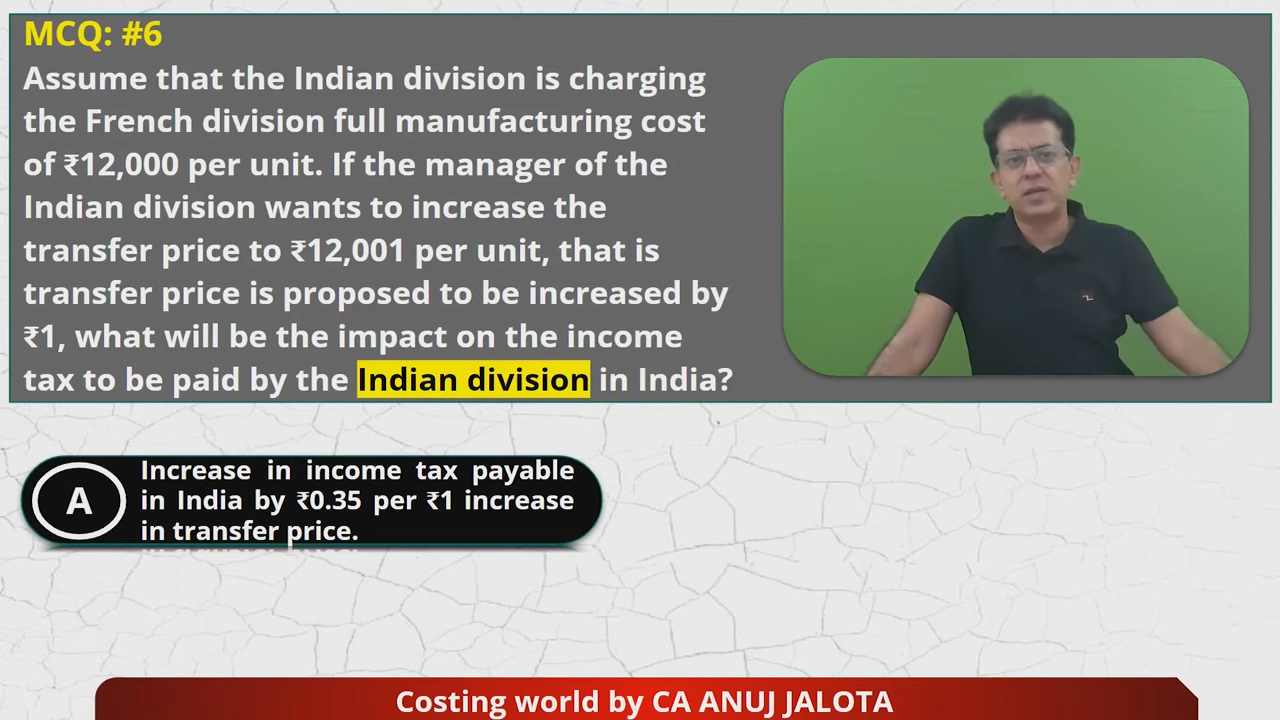 MCQ: #6
Assume that the Indian division is charging
the French division full manufacturing cost
of ₹12,000 per unit. If the manager of the
Indian division wants to increase the
transfer price to ₹12,001 per unit, that is
transfer price is proposed to be increased by
₹1, what will be the impact on the income
tax to be paid by the Indian division in India?
A
Increase in income tax payable
in India by ₹0.35 per ₹1 increase
in transfer price.
Costing world by CA ANUJ JALOTA